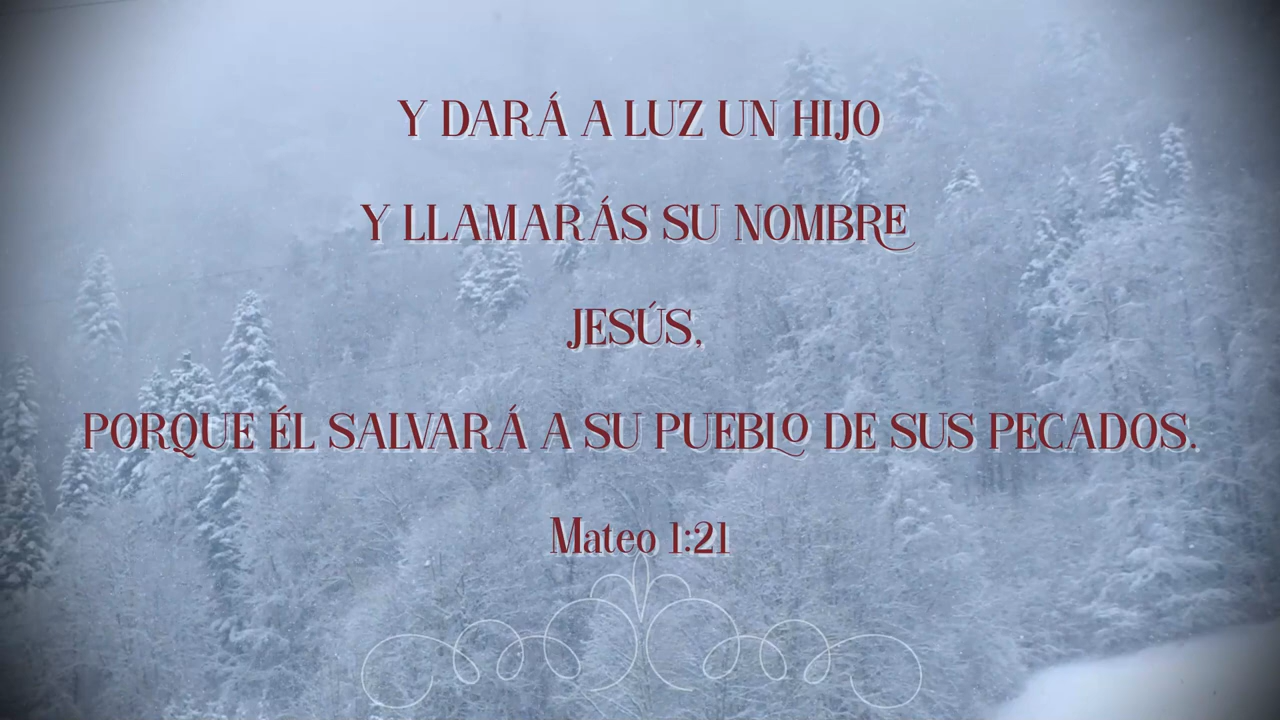 Y DARÁ A LUZ UN HIJO
Y LLAMARÁS SU NOMBRE
JESÚS,
PORQUE ÉL SALVARÁ A SU PUEBLO DE SUS PECADOS.
Mateo 1:21